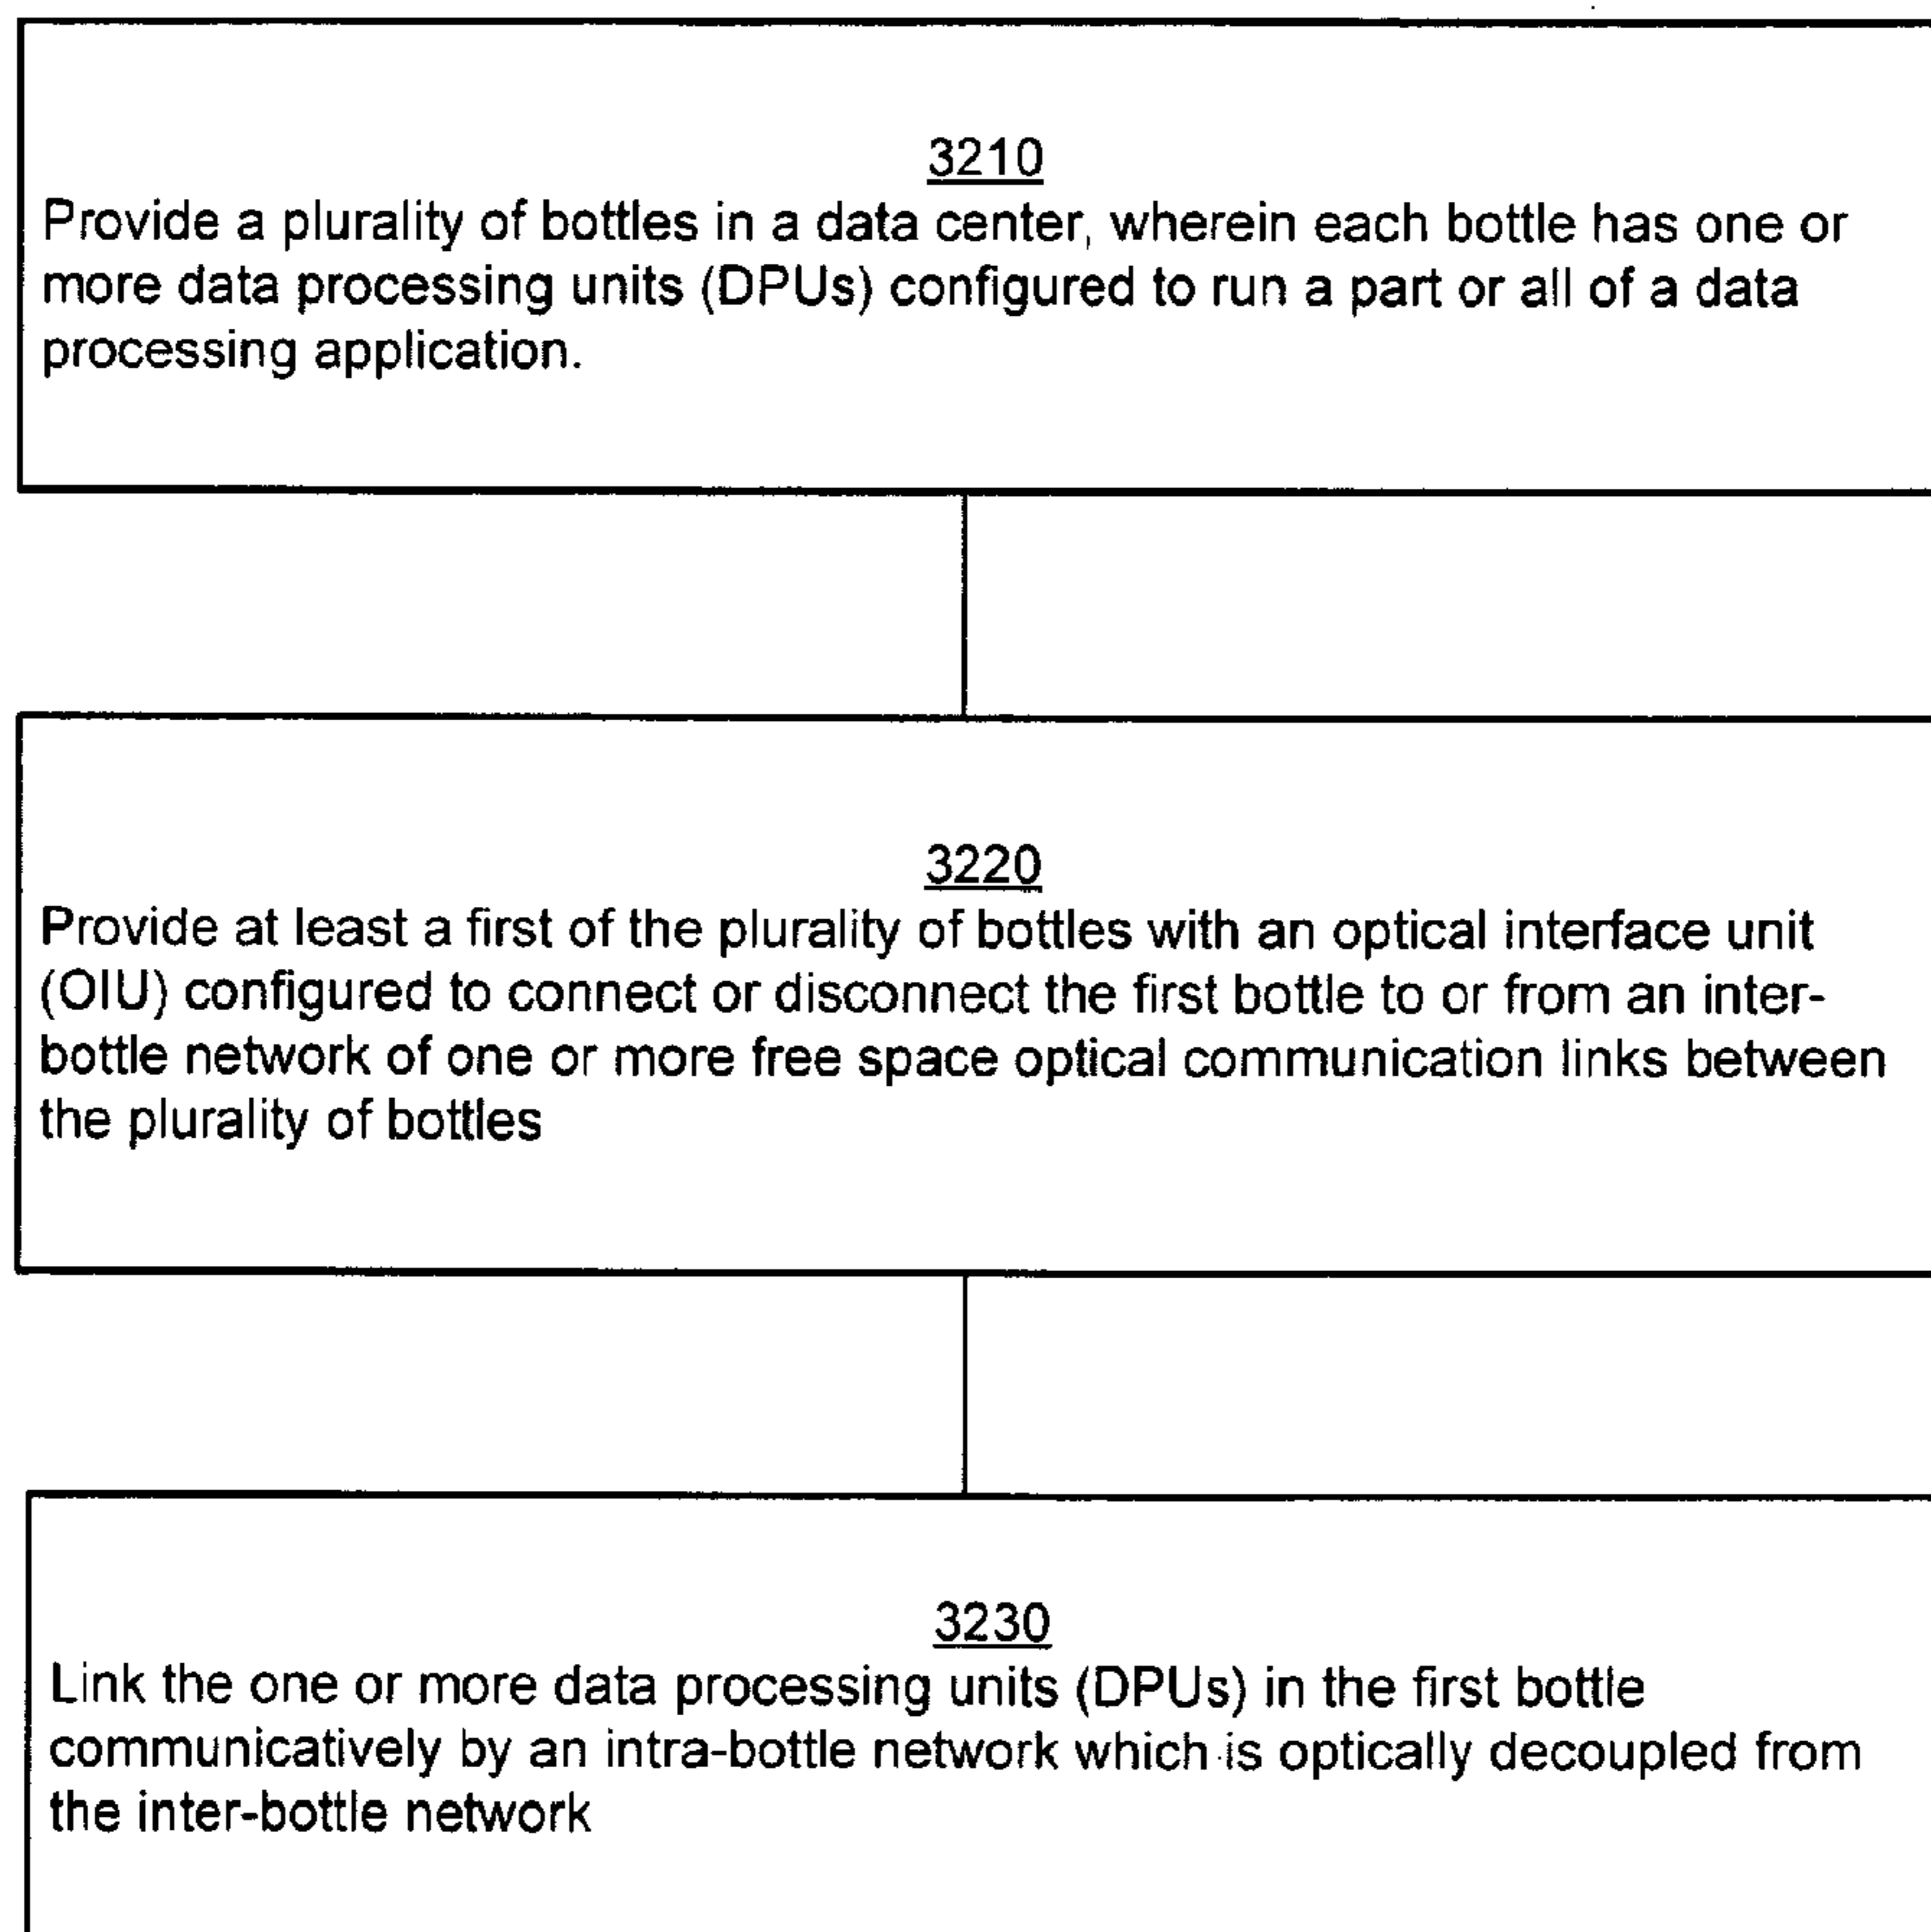 3210
Provide a plurality of bottles in a data center, wherein each bottle has one or
more data processing units (DPUs) configured to run a part or all of a data
processing application.
3220
Provide at least a first of the plurality of bottles with an optical interface unit
(OIU) configured to connect or disconnect the first bottle to or from an inter-
bottle network of one or more free space optical communication links between
the plurality of bottles
3230
Link the one or more data processing units (DPUs) in the first bottle
communicatively by an intra-bottle network which is optically decoupled from
the inter-bottle network